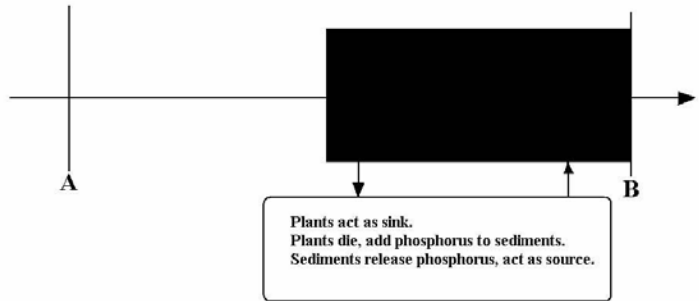 A
B
Plants act as sink.
Plants die, add phosphorus to sediments.
Sediments release phosphorus, act as source.